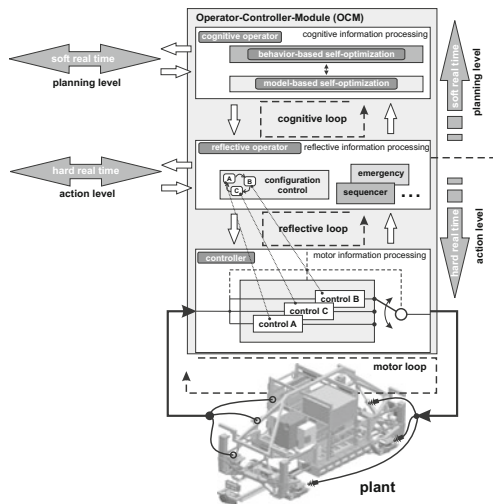 Operator-Controller-Module (OCM)
cognitive operator
cognitive information processing
behavior-based self-optimization
model-based self-optimization
soft real time
planning level
cognitive loop
soft real time
planning level
reflective operator
reflective information processing
A
B
C
configuration
control
emergency
sequencer
...
hard real time
action level
reflective loop
hard real time
action level
controller
motor information processing
control B
control C
control A
motor loop
plant